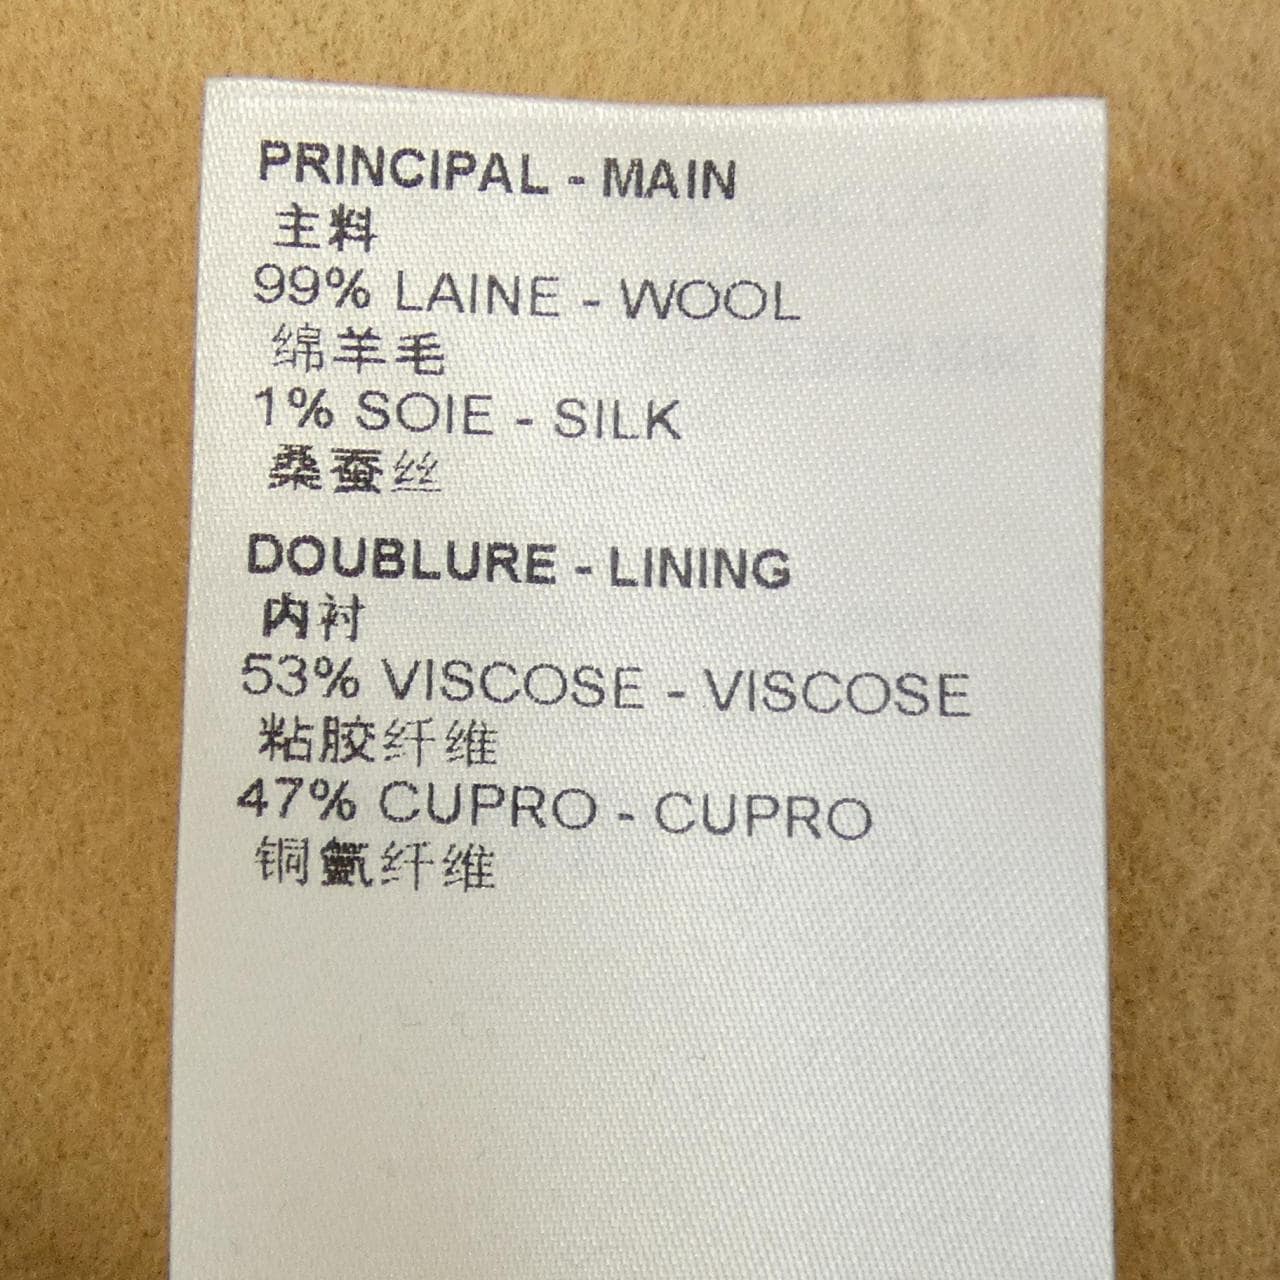 PRINCIPAL - MAIN
主料
99% LAINE - WOOL
绵羊毛
1% SOIE - SILK
桑蚕丝
DOUBLURE - LINING
内衬
53% VISCOSE - VISCOSE
粘胶纤维
47% CUPRO - CUPRO
铜氨纤维